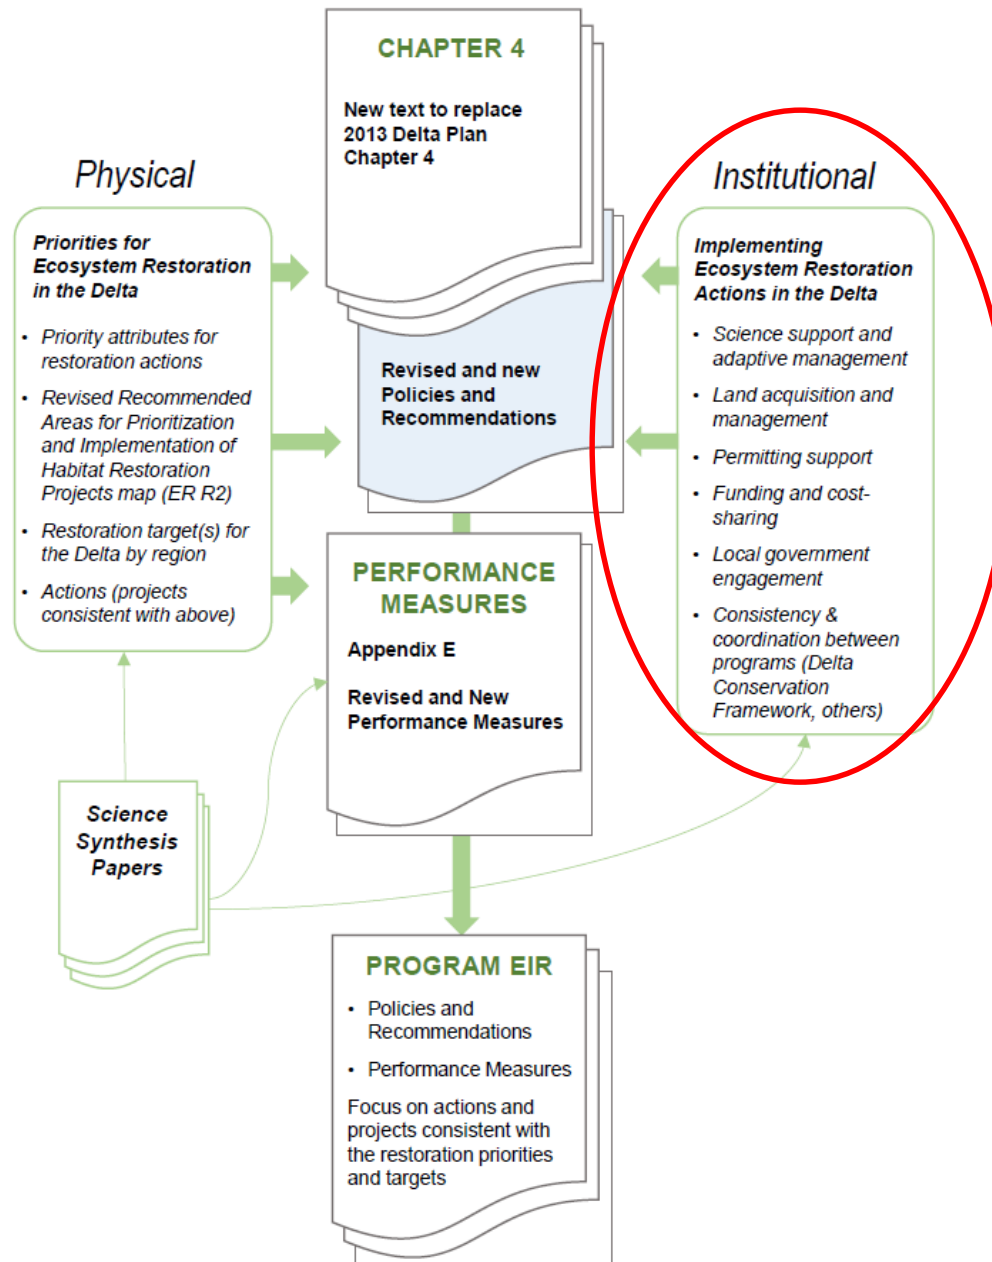 CHAPTER 4
New text to replace
2013 Delta Plan
Chapter 4
Physical
Priorities for
Ecosystem Restoration
in the Delta
• Priority attributes for
restoration actions
• Revised Recommended
Areas for Prioritization
and Implementation of
Habitat Restoration
Projects map (ER R2)
• Restoration target(s) for
the Delta by region
• Actions (projects
consistent with above)
Revised and new
Policies and
Recommendations
Institutional
Implementing
Ecosystem Restoration
Actions in the Delta
• Science support and
adaptive management
• Land acquisition and
management
• Permitting support
• Funding and cost-
sharing
• Local government
engagement
• Consistency &
coordination between
programs (Delta
Conservation
Framework, others)
PERFORMANCE
MEASURES
Appendix E
Revised and New
Performance Measures
Science
Synthesis
Papers
PROGRAM EIR
• Policies and
Recommendations
• Performance Measures
Focus on actions and
projects consistent with
the restoration priorities
and targets